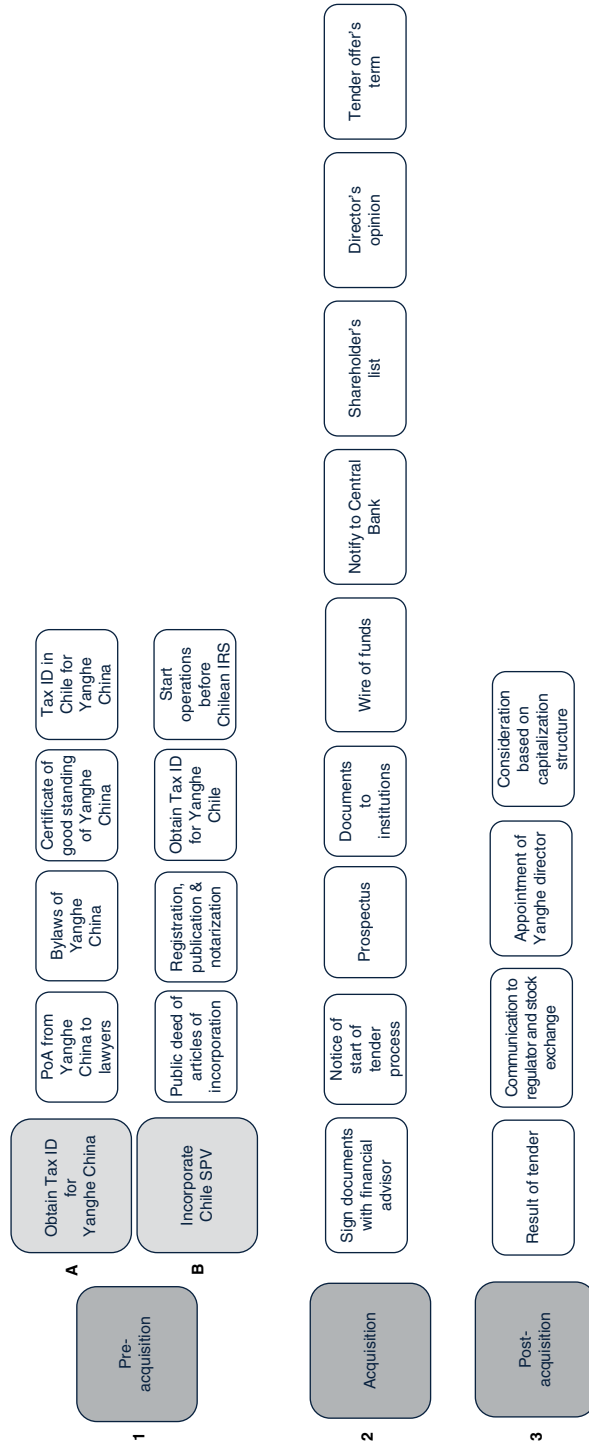 1
Pre-
acquisition
A
Obtain Tax ID
for
Yanghe China
PoA from
Yanghe
China to
lawyers
Bylaws of
Yanghe
China
Certificate of
good standing
of Yanghe
China
Tax ID in
Chile for
Yanghe
China
B
Incorporate
Chile SPV
Public deed of
articles of
incorporation
Registration,
publication &
notarization
Obtain Tax ID
for Yanghe
Chile
Start
operations
before
Chilean IRS
2
Acquisition
Sign documents
with financial
advisor
Notice of
start of
tender
process
Prospectus
Documents
to
institutions
Wire of funds
Notify to Central
Bank
Shareholder's
list
Director's
opinion
Tender offer's
term
3
Post-
acquisition
Result of tender
Communication to
regulator and stock
exchange
Appointment of
Yanghe director
Consideration
based on
capitalization
structure